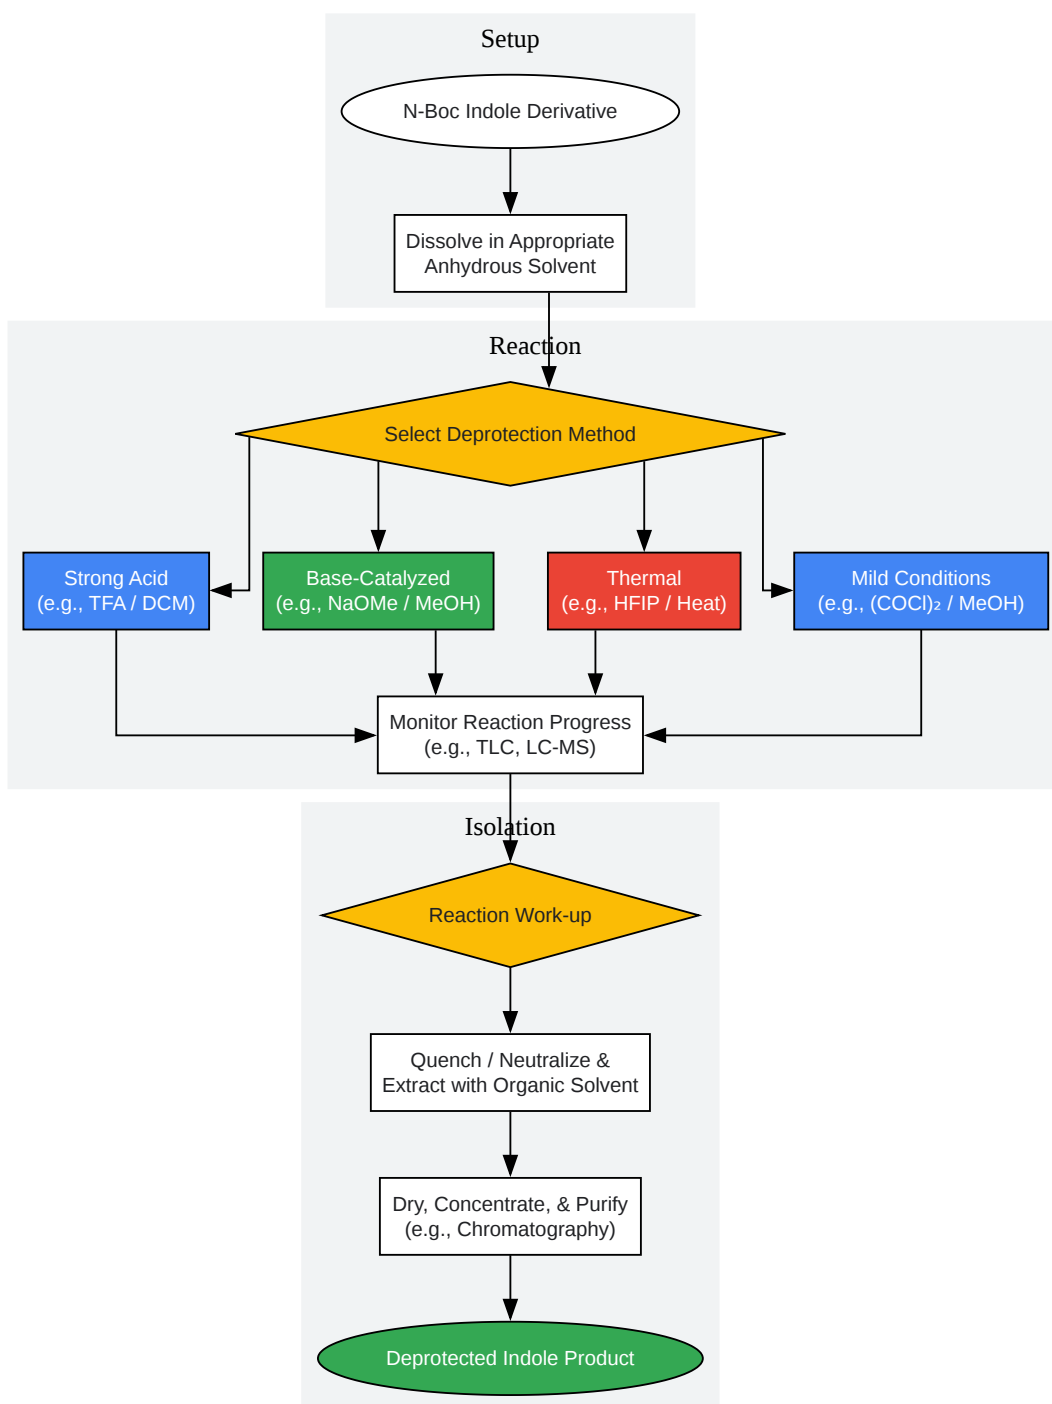 Setup
N-Boc Indole Derivative
Dissolve in Appropriate
Anhydrous Solvent
Reaction
Select Deprotection Method
Strong Acid
(e.g., TFA / DCM)
Base-Catalyzed
(e.g., NaOMe / MeOH)
Thermal
(e.g., HFIP / Heat)
Mild Conditions
(e.g., (COCl)₂ / MeOH)
Monitor Reaction Progress
(e.g., TLC, LC-MS)
Isolation
Reaction Work-up
Quench / Neutralize &
Extract with Organic Solvent
Dry, Concentrate, & Purify
(e.g., Chromatography)
Deprotected Indole Product